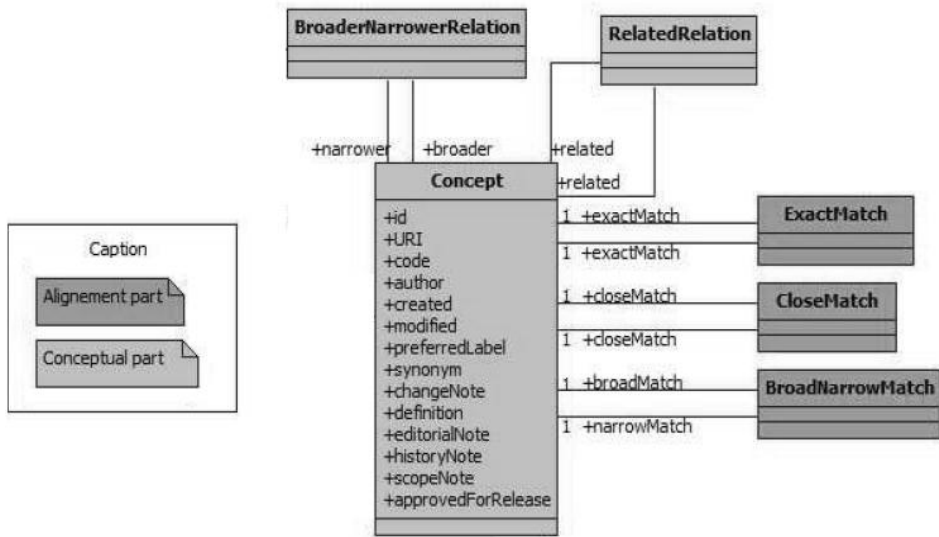 BroaderNarrowerRelation
RelatedRelation
+narrower
+broader
+related
+related
Concept
+id
+URI
+code
+author
+created
+modified
+preferredLabel
+synonym
+changeNote
+definition
+editorialNote
+historyNote
+scopeNote
+approvedForRelease
1 +exactMatch
1 +exactMatch
1 +closeMatch
1 +closeMatch
1 +broadMatch
1 +narrowMatch
ExactMatch
CloseMatch
BroadNarrowMatch
Caption
Alignement part
Conceptual part